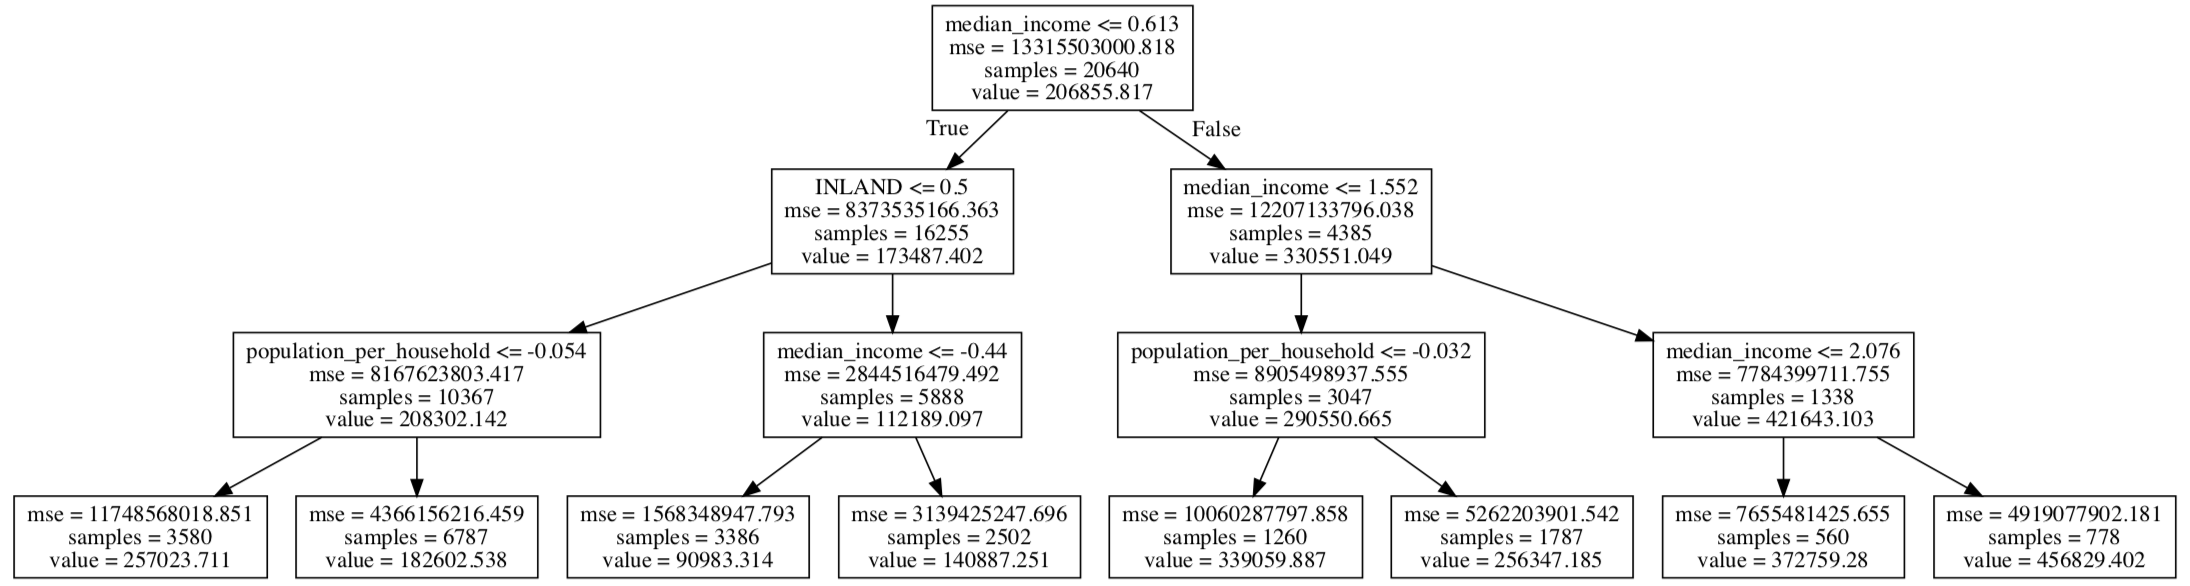 median_income <= 0.613
mse = 13315503000.818
samples = 20640
value = 206855.817
True
False
INLAND <= 0.5
mse = 8373535166.363
samples = 16255
value = 173487.402
median_income <= 1.552
mse = 12207133796.038
samples = 4385
value = 330551.049
population_per_household <= -0.054
mse = 8167623803.417
samples = 10367
value = 208302.142
median_income <= -0.44
mse = 2844516479.492
samples = 5888
value = 112189.097
population_per_household <= -0.032
mse = 8905498937.555
samples = 3047
value = 290550.665
median_income <= 2.076
mse = 7784399711.755
samples = 1338
value = 421643.103
mse = 11748568018.851
samples = 3580
value = 257023.711
mse = 4366156216.459
samples = 6787
value = 182602.538
mse = 1568348947.793
samples = 3386
value = 90983.314
mse = 3139425247.696
samples = 2502
value = 140887.251
mse = 10060287797.858
samples = 1260
value = 339059.887
mse = 5262203901.542
samples = 1787
value = 256347.185
mse = 7655481425.655
samples = 560
value = 372759.28
mse = 4919077902.181
samples = 778
value = 456829.402